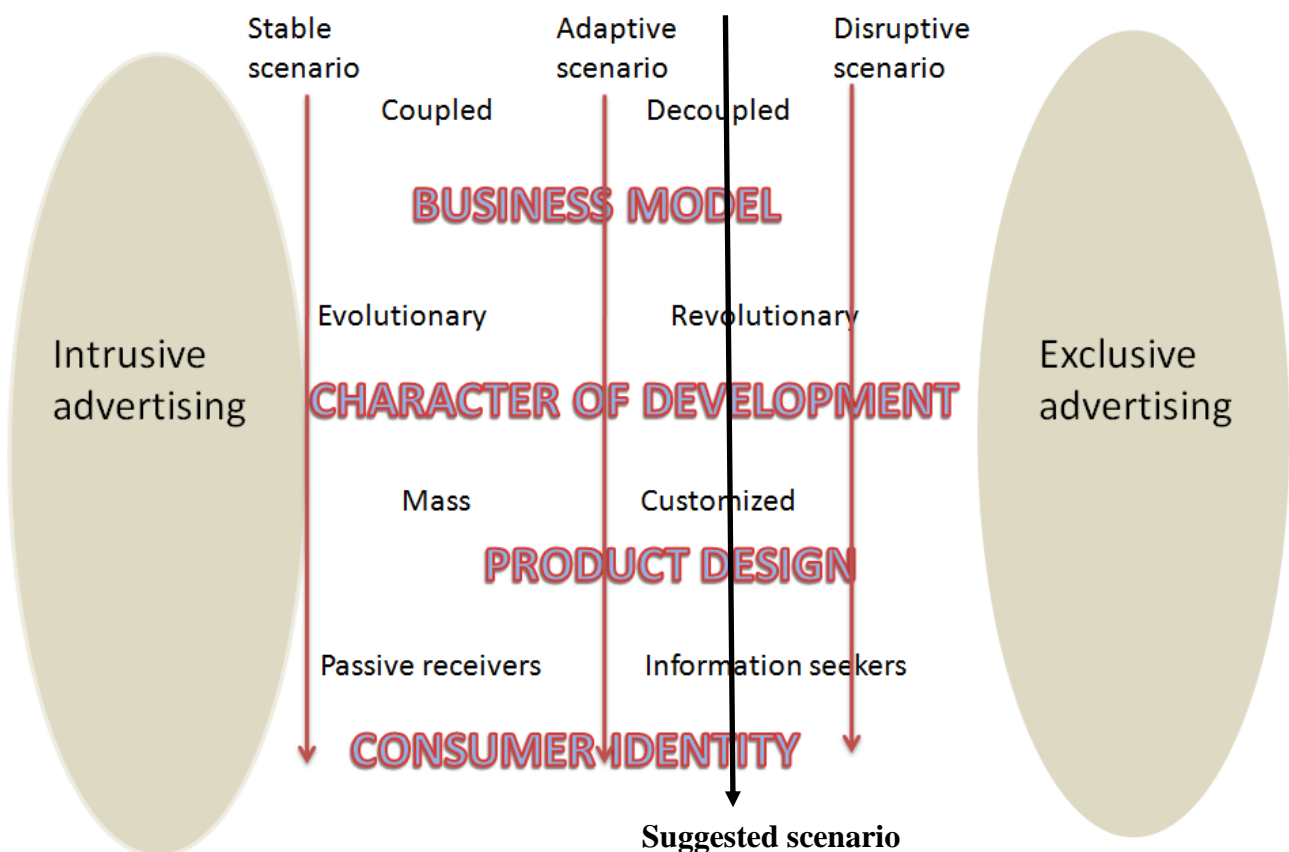 Stable
scenario
Adaptive
scenario
Disruptive
scenario
Coupled
Decoupled
BUSINESS MODEL
Evolutionary
Revolutionary
Intrusive
advertising
CHARACTER OF DEVELOPMENT
Exclusive
advertising
Mass
Customized
PRODUCT DESIGN
Passive receivers
Information seekers
CONSUMER IDENTITY
Suggested scenario